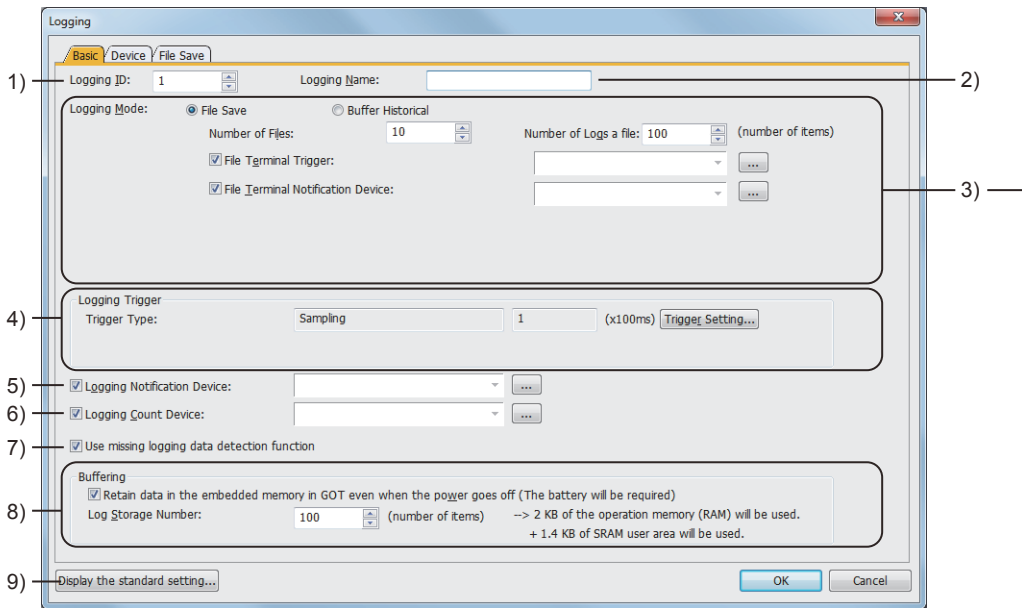 Logging
x
Basic Device File Save
1) Logging ID: 1 Logging Name: 2)
Logging Mode: File Save Buffer Historical
Number of Files: 10 Number of Logs a file: 100 (number of items)
File Terminal Trigger: ...
File Terminal Notification Device: ... 3)
Logging Trigger
4) Trigger Type: Sampling 1 (x100ms) Trigger Setting...
5) Logging Notification Device: ...
6) Logging Count Device: ...
7) Use missing logging data detection function
Buffering
Retain data in the embedded memory in GOT even when the power goes off (The battery will be required)
8) Log Storage Number: 100 (number of items) --> 2 KB of the operation memory (RAM) will be used.
+ 1.4 KB of SRAM user area will be used.
9) Display the standard setting... OK Cancel